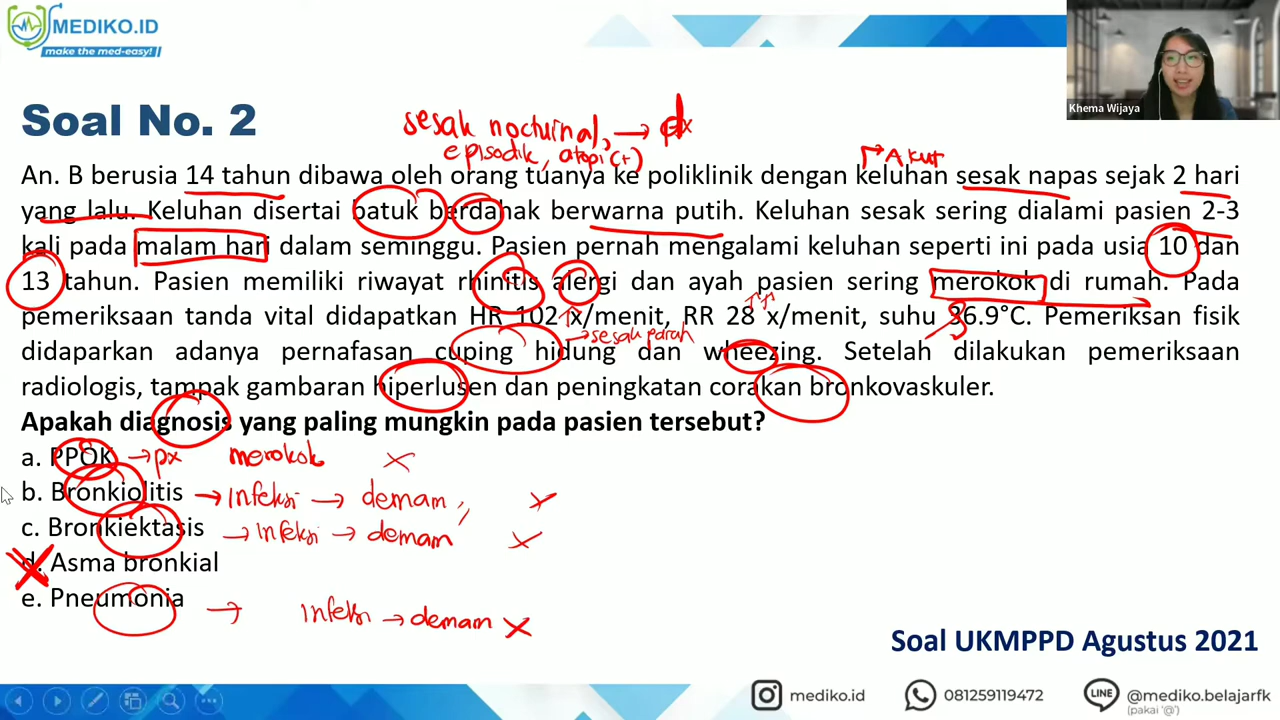 MEDIKO.ID
make the med-easy!
Khema Wijaya
Soal No. 2
sesak nocturnal, → dx
episodik, atopi (+)
Akut
An. B berusia 14 tahun dibawa oleh orang tuanya ke poliklinik dengan keluhan sesak napas sejak 2 hari
yang lalu. Keluhan disertai batuk berdahak berwarna putih. Keluhan sesak sering dialami pasien 2-3
kali pada malam hari dalam seminggu. Pasien pernah mengalami keluhan seperti ini pada usia 10 dan
13 tahun. Pasien memiliki riwayat rhinitis alergi dan ayah pasien sering merokok di rumah. Pada
pemeriksaan tanda vital didapatkan HR 102 x/menit, RR 28 x/menit, suhu 36.9°C. Pemeriksan fisik
→ sesak parah
didaparkan adanya pernafasan cuping hidung dan wheezing. Setelah dilakukan pemeriksaan
radiologis, tampak gambaran hiperlusen dan peningkatan corakan bronkovaskuler.
Apakah diagnosis yang paling mungkin pada pasien tersebut?
a. PPOK → px merokok X
b. Bronkiolitis → infeksi → demam, X
c. Bronkiektasis → infeksi → demam X
d. Asma bronkial
e. Pneumonia → infeksi → demam X
Soal UKMPPD Agustus 2021
mediko.id
081259119472
LINE
@mediko.belajarfk
(pakai '@')